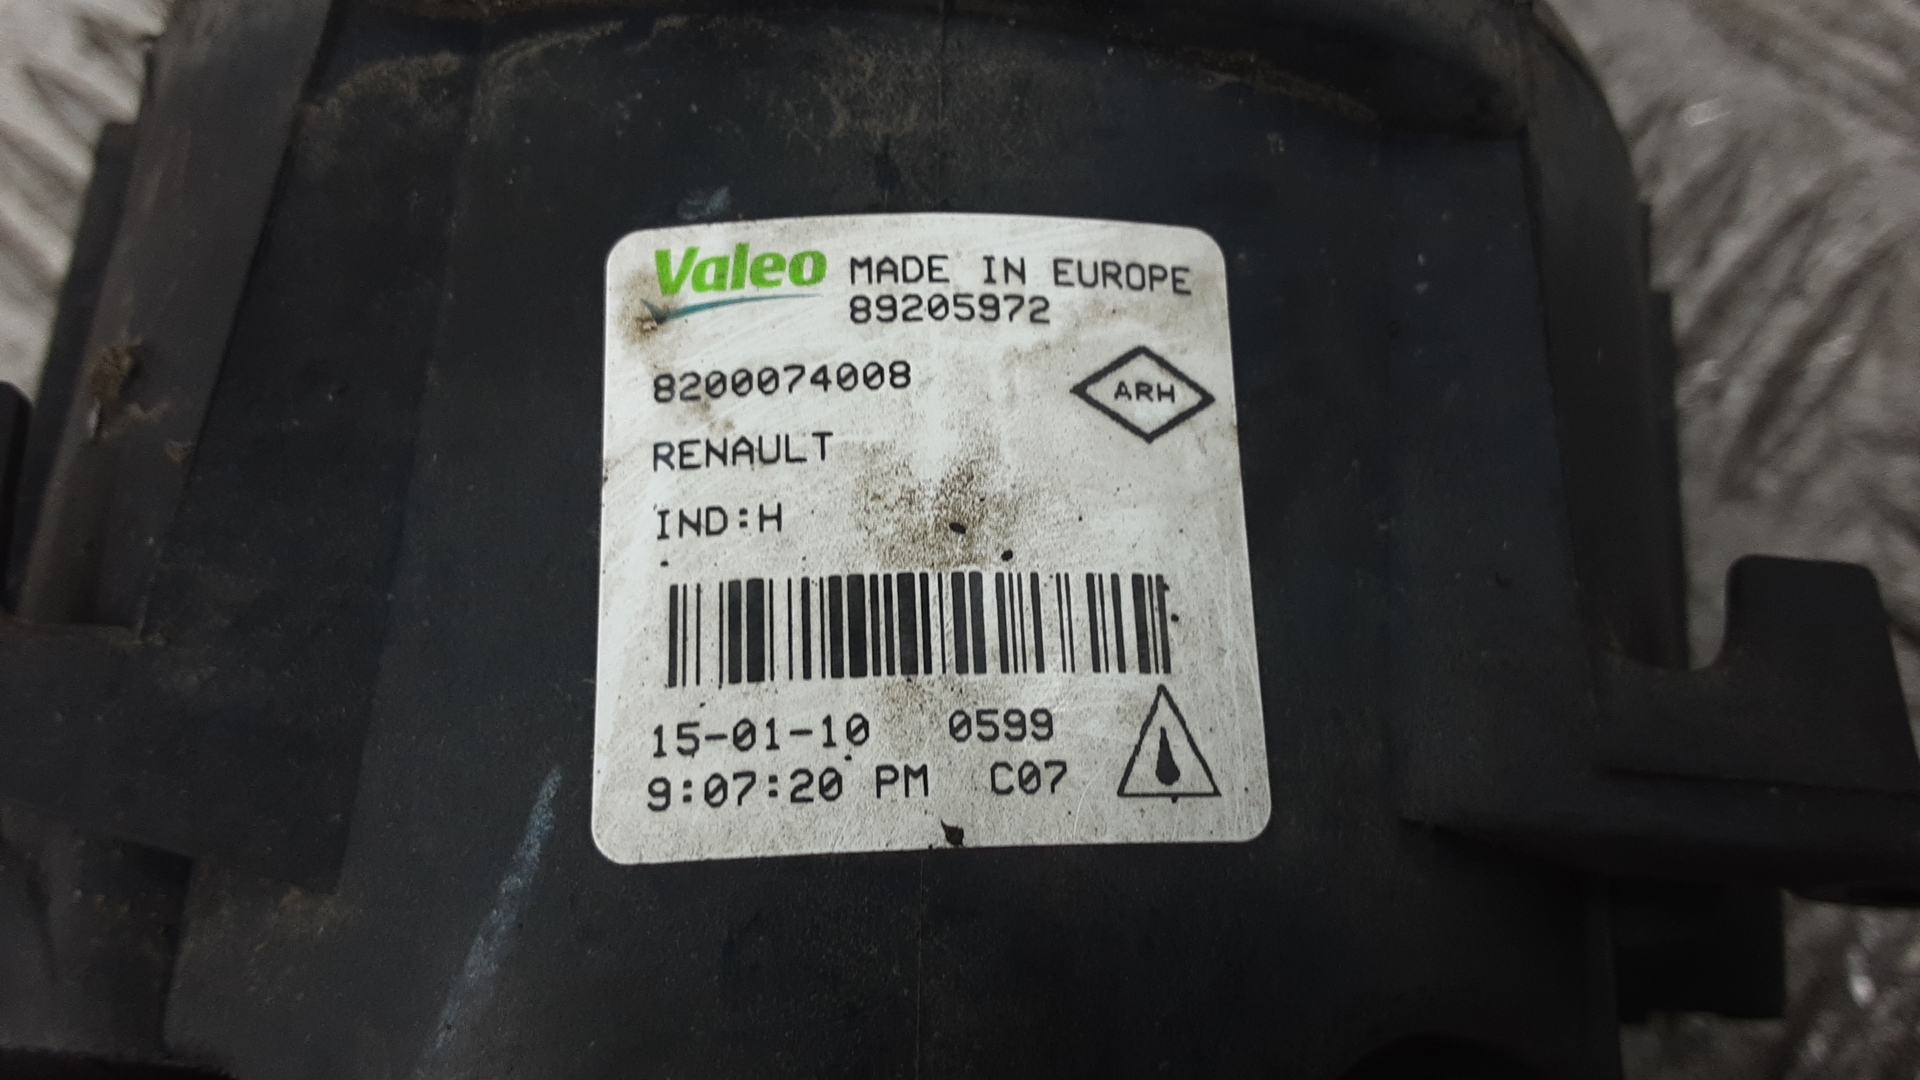 Valeo MADE IN EUROPE
89205972
8200074008
ARH
RENAULT
IND:H
15-01-10 0599
9:07:20 PM C07